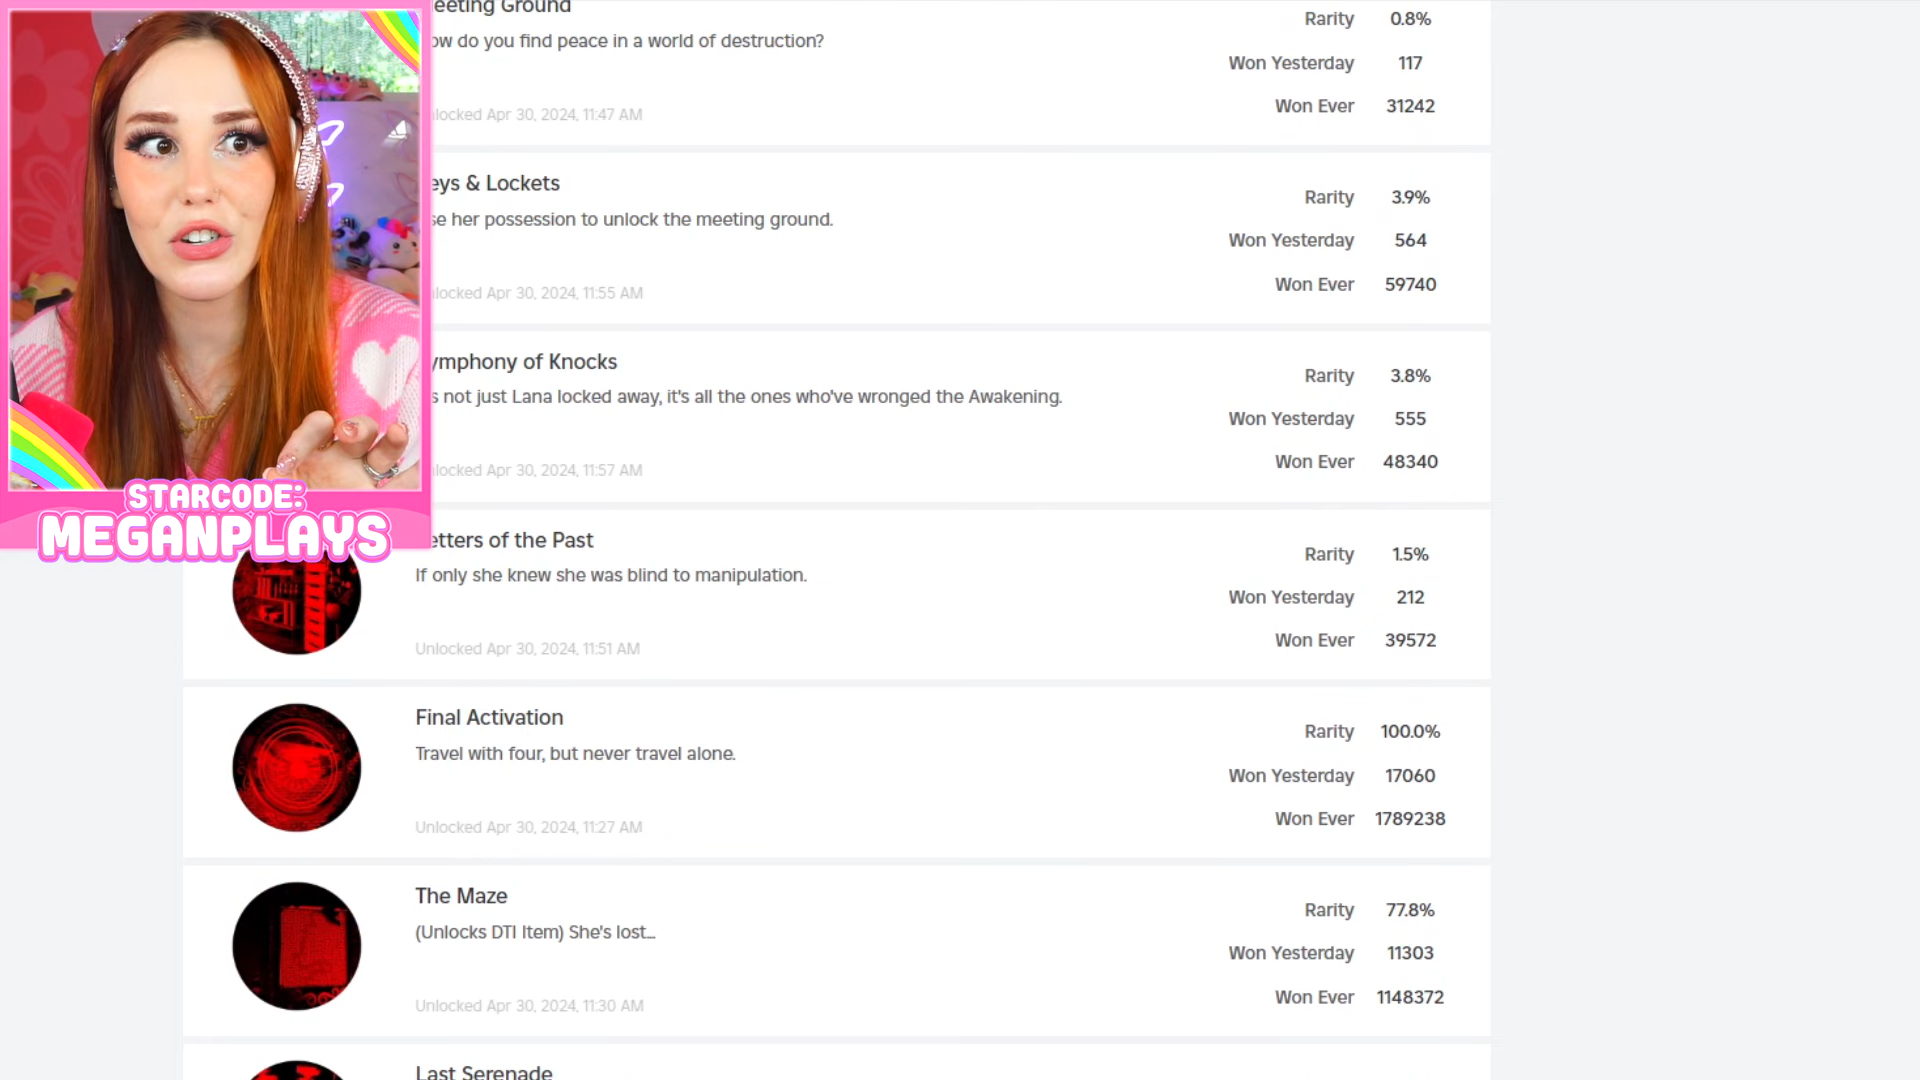 eeting Ground
ow do you find peace in a world of destruction?
locked Apr 30, 2024, 11:47 AM
Rarity 0.8%
Won Yesterday 117
Won Ever 31242
eys & Lockets
se her possession to unlock the meeting ground.
locked Apr 30, 2024, 11:55 AM
Rarity 3.9%
Won Yesterday 564
Won Ever 59740
ymphony of Knocks
s not just Lana locked away, it's all the ones who've wronged the Awakening.
locked Apr 30, 2024, 11:57 AM
Rarity 3.8%
Won Yesterday 555
Won Ever 48340
STARCODE:
MEGANPLAYS
etters of the Past
If only she knew she was blind to manipulation.
Unlocked Apr 30, 2024, 11:51 AM
Rarity 1.5%
Won Yesterday 212
Won Ever 39572
Final Activation
Travel with four, but never travel alone.
Unlocked Apr 30, 2024, 11:27 AM
Rarity 100.0%
Won Yesterday 17060
Won Ever 1789238
The Maze
(Unlocks DTI Item) She's lost...
Unlocked Apr 30, 2024, 11:30 AM
Rarity 77.8%
Won Yesterday 11303
Won Ever 1148372
Last Serenade